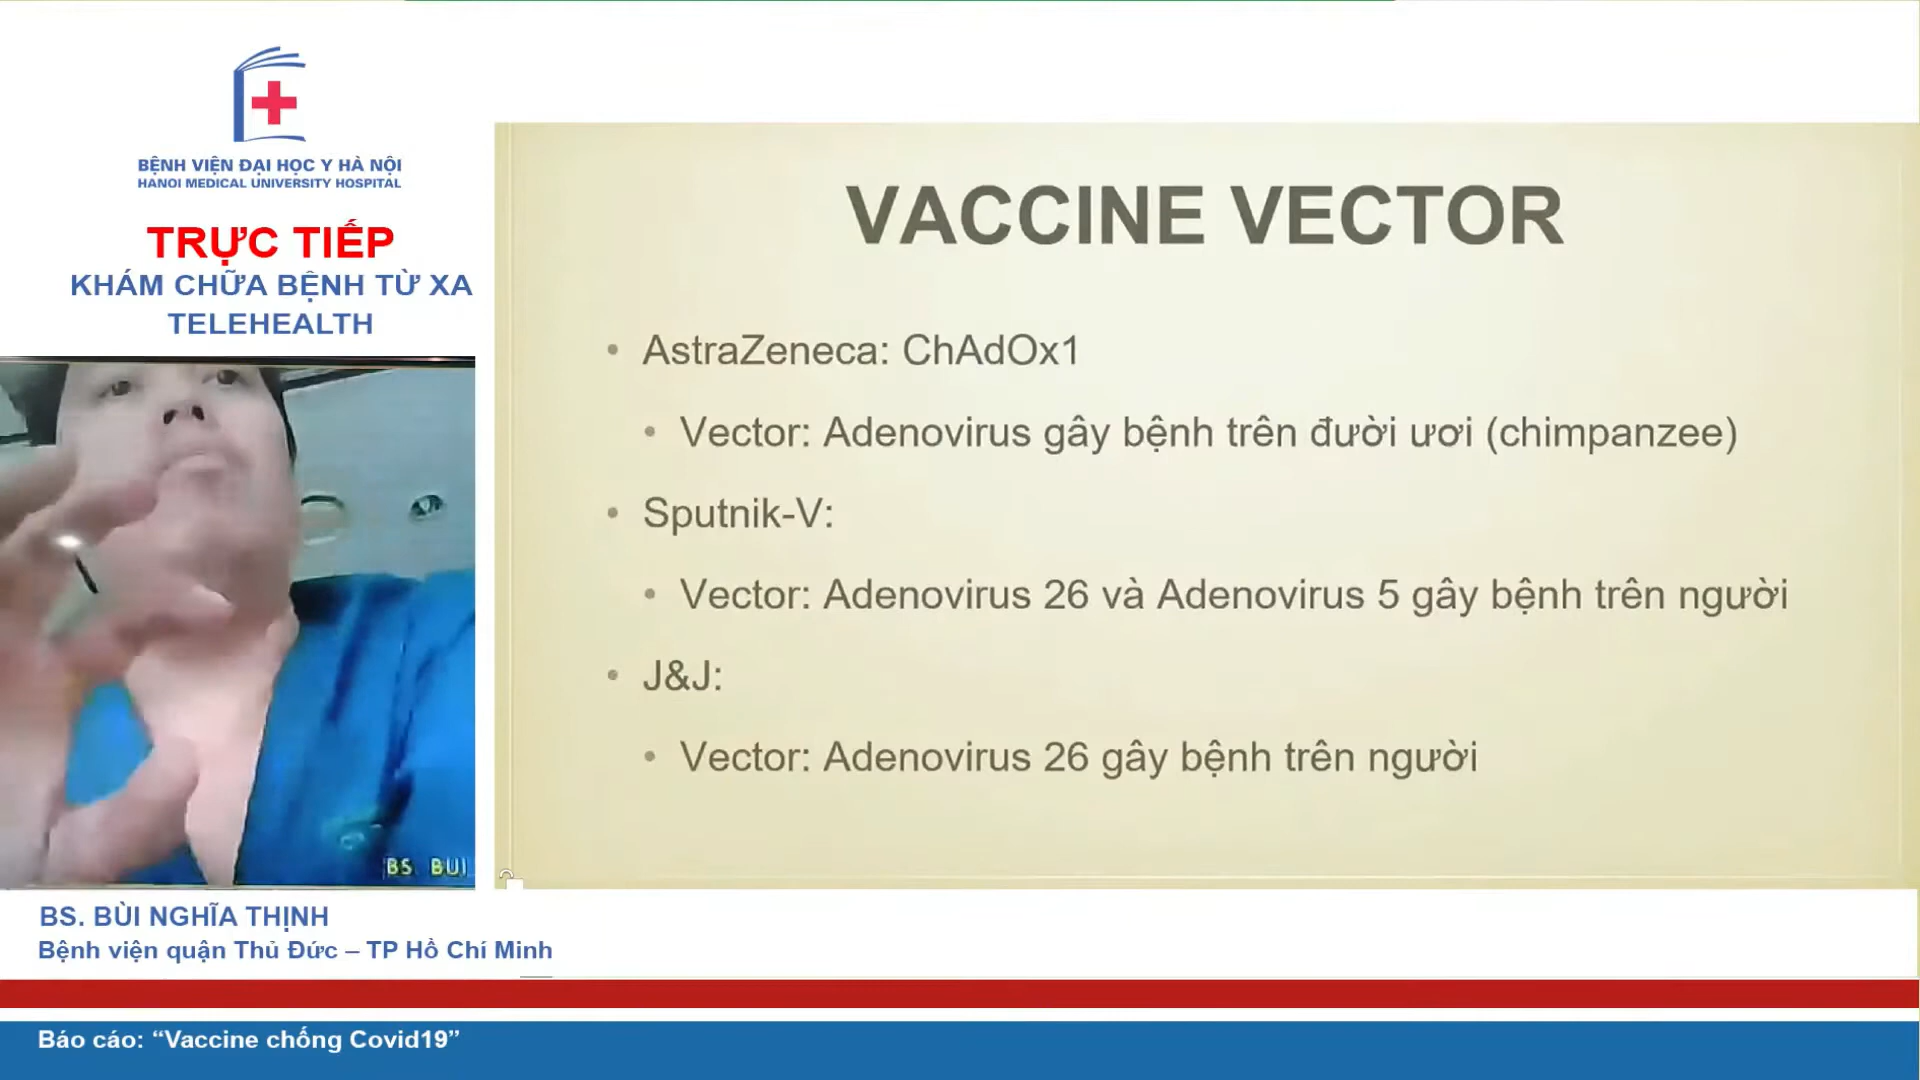 BỆNH VIỆN ĐẠI HỌC Y HÀ NỘI
HANOI MEDICAL UNIVERSITY HOSPITAL
TRỰC TIẾP
KHÁM CHỮA BỆNH TỪ XA
TELEHEALTH
VACCINE VECTOR
• AstraZeneca: ChAdOx1
• Vector: Adenovirus gây bệnh trên đười ươi (chimpanzee)
• Sputnik-V:
• Vector: Adenovirus 26 và Adenovirus 5 gây bệnh trên người
• J&J:
• Vector: Adenovirus 26 gây bệnh trên người
BS. BUI
BS. BÙI NGHĨA THỊNH
Bệnh viện quận Thủ Đức – TP Hồ Chí Minh
Báo cáo: “Vaccine chống Covid19”